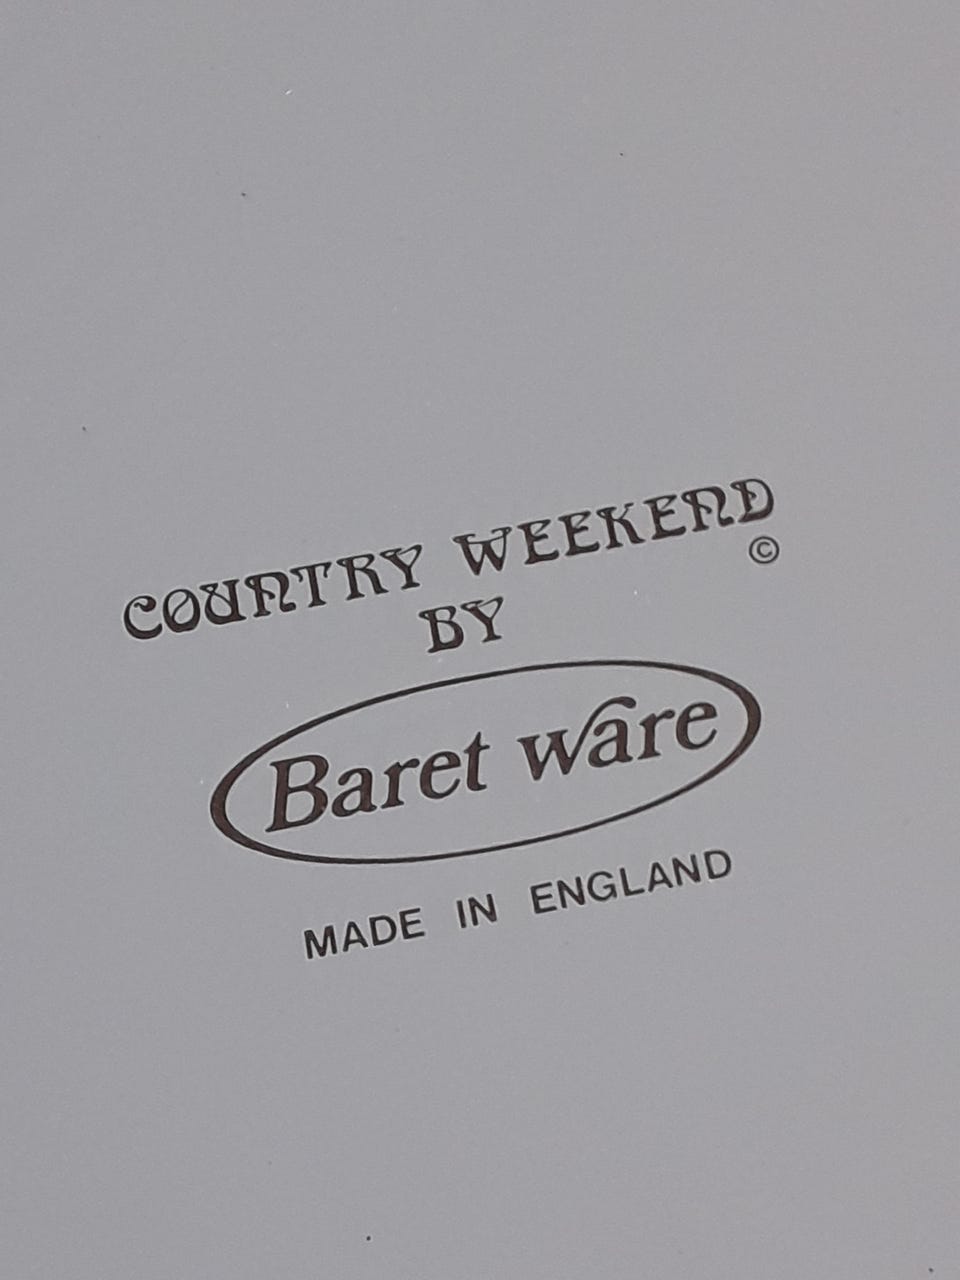 COUNTRY WEEKEND
©
BY
Baret ware
MADE IN ENGLAND